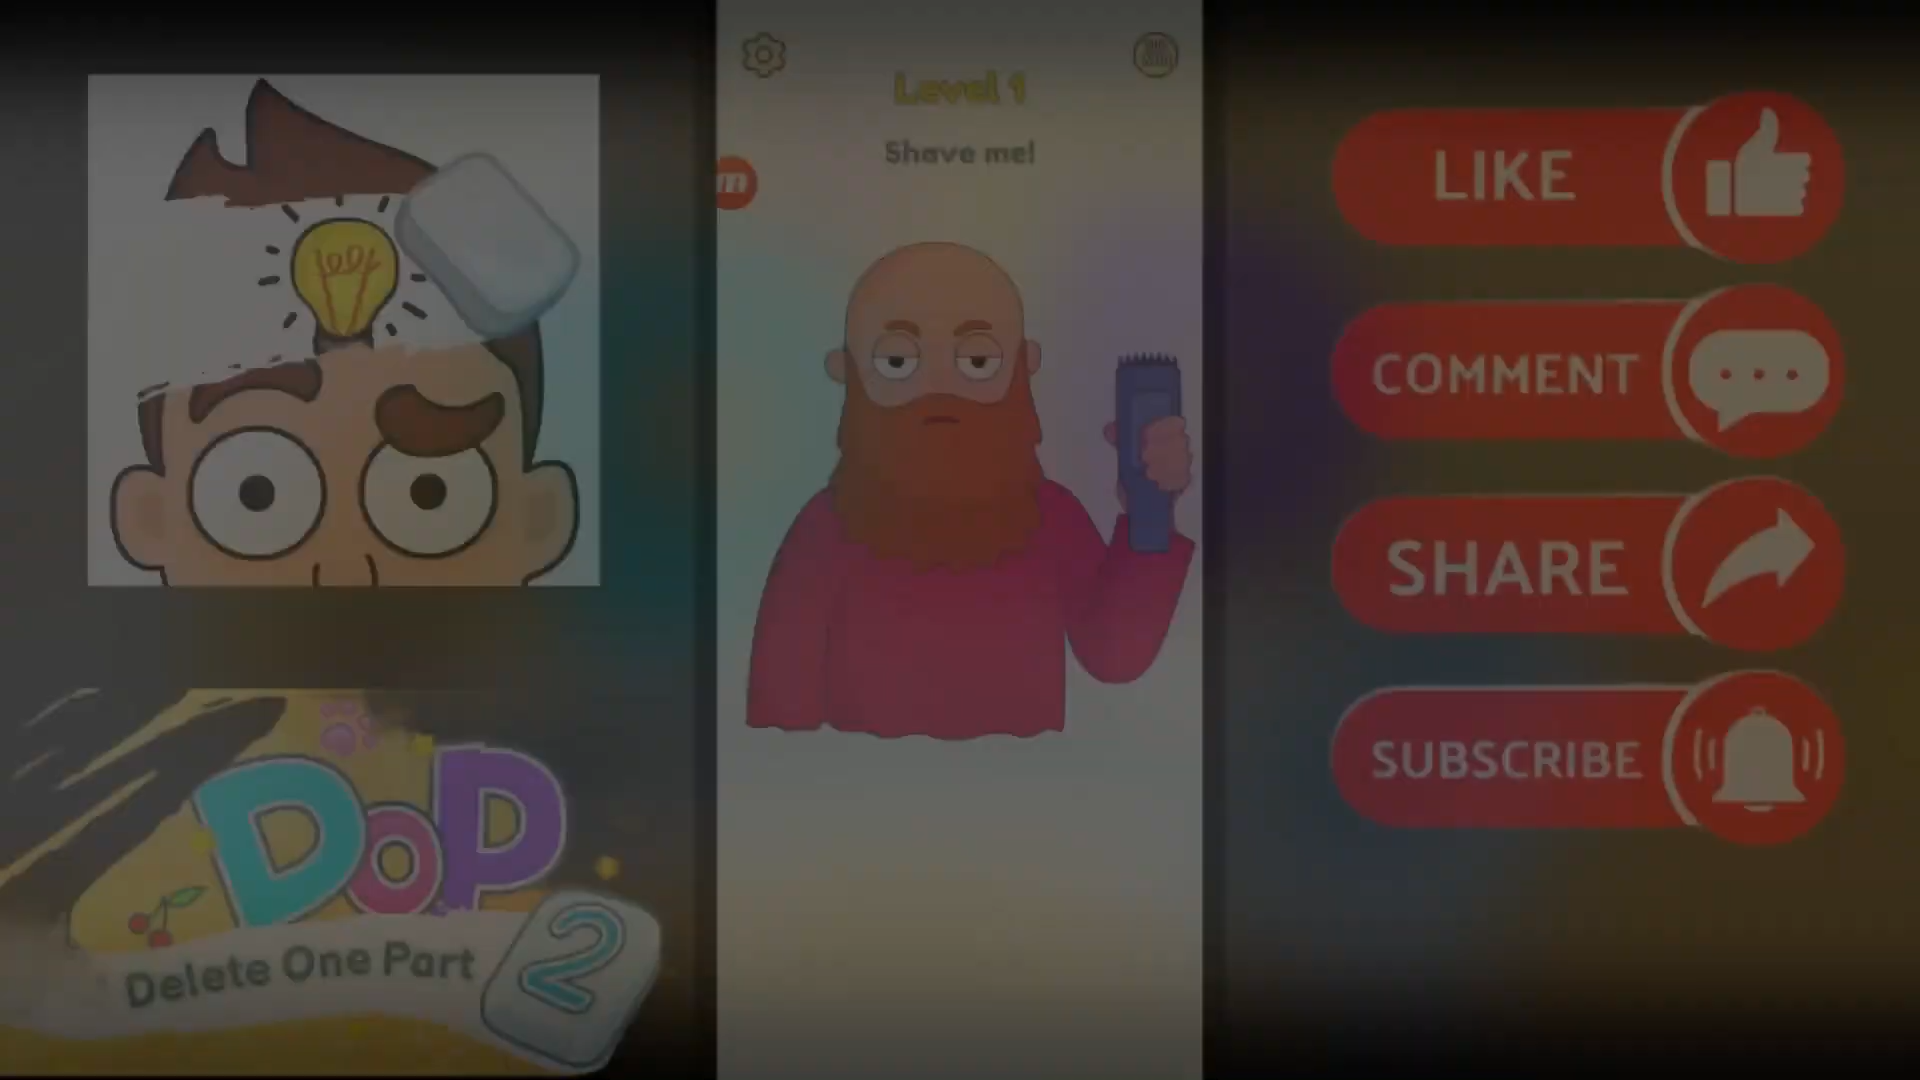 Level 1
Shave me!
m
DOP
2
Delete One Part
LIKE
COMMENT
SHARE
SUBSCRIBE